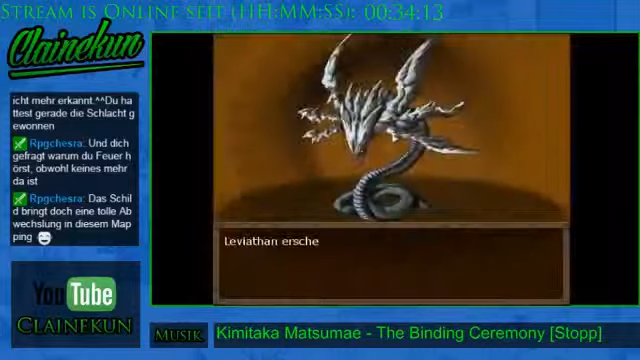 Stream is Online seit (HH:MM:SS): 00:34:13
Clainekun
icht mehr erkannt.^^Du ha
ttest gerade die Schlacht g
ewonnen
Rpgchesra: Und dich
gefragt warum du Feuer h
örst, obwohl keines mehr
da ist
Rpgchesra: Das Schil
d bringt doch eine tolle Ab
wechslung in diesem Map
ping
Leviathan ersche
YouTube
Clainekun
Musik
Kimitaka Matsumae - The Binding Ceremony [Stopp]